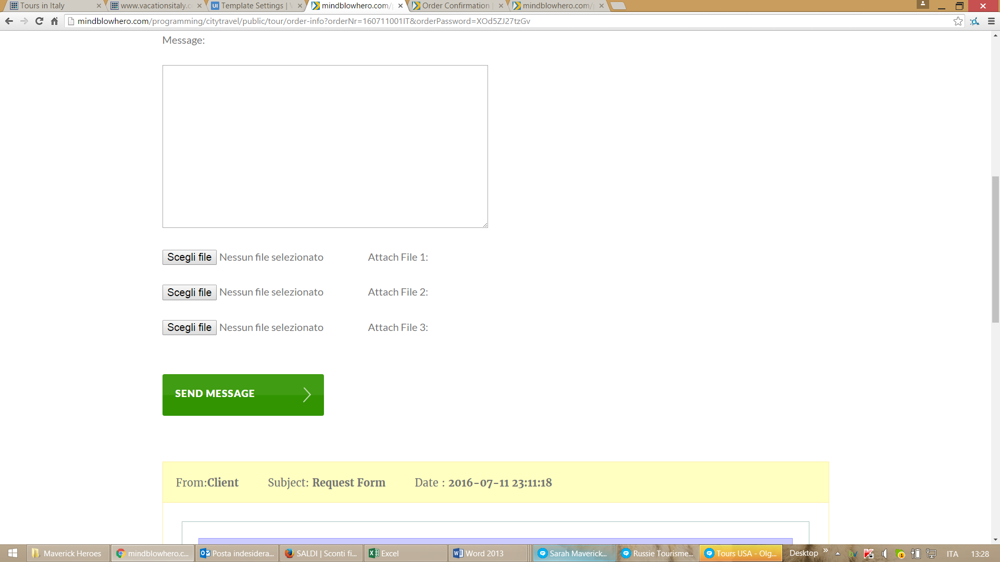 Tours in Italy
www.vacationsitaly.c
Template Settings |
mindblowhero.com/
Order Confirmation |
mindblowhero.com/
mindblowhero.com/programming/citytravel/public/tour/order-info?orderNr=160711001IT&orderPassword=XOd5ZJ27tzGv
Message:
Scegli file Nessun file selezionato Attach File 1:
Scegli file Nessun file selezionato Attach File 2:
Scegli file Nessun file selezionato Attach File 3:
SEND MESSAGE
From:Client Subject: Request Form Date : 2016-07-11 23:11:18
Maverick Heroes
mindblowhero.c...
Posta indesidera...
SALDI | Sconti fi...
Excel
Word 2013
Sarah Maverick...
Russie Tourisme...
Tours USA - Olg...
Desktop
ITA
13:28